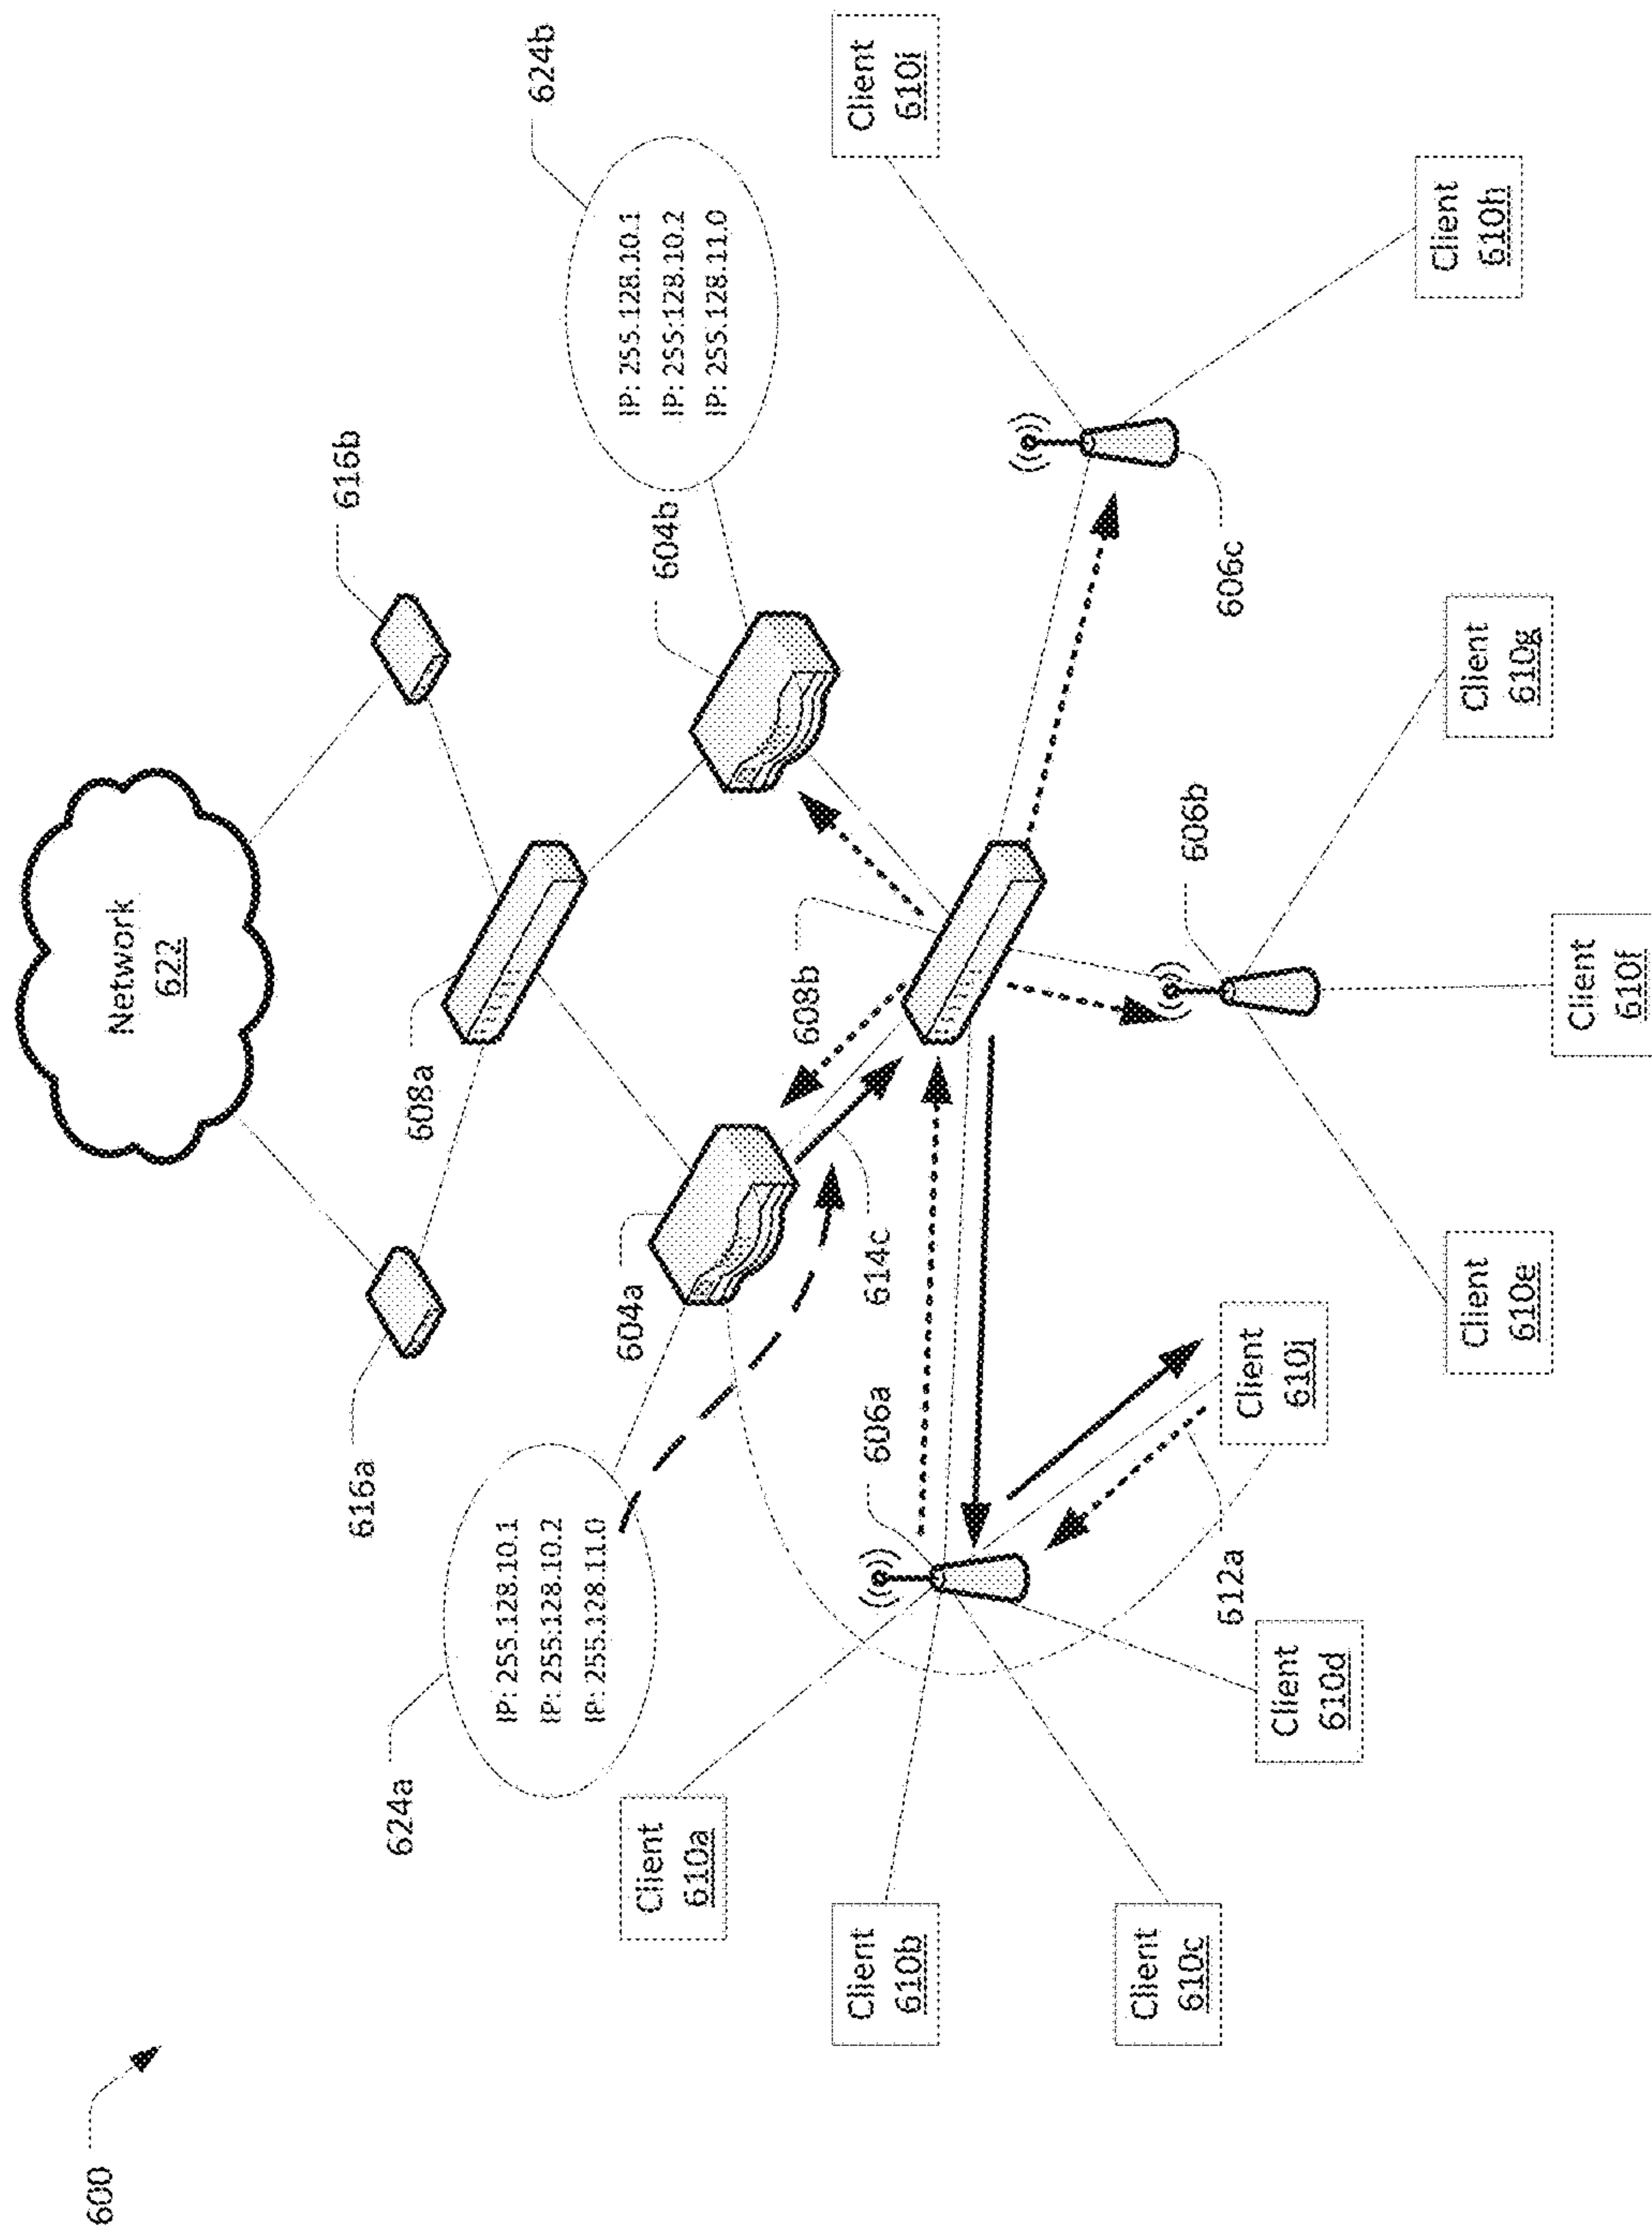 600
Network
622
616a
616b
624a
608a
624b
IP: 255.128.10.1
IP: 255:128.10.2
IP: 255.128.11.0
604a
604b
IP: 255.128.10.1
IP: 255:128.10.2
IP: 255.128.11.0
Client
610a
608b
606a
614c
Client
610b
Client
610i
Client
610c
606b
612a
606c
Client
610j
Client
610d
Client
610h
Client
610e
Client
610g
Client
610f